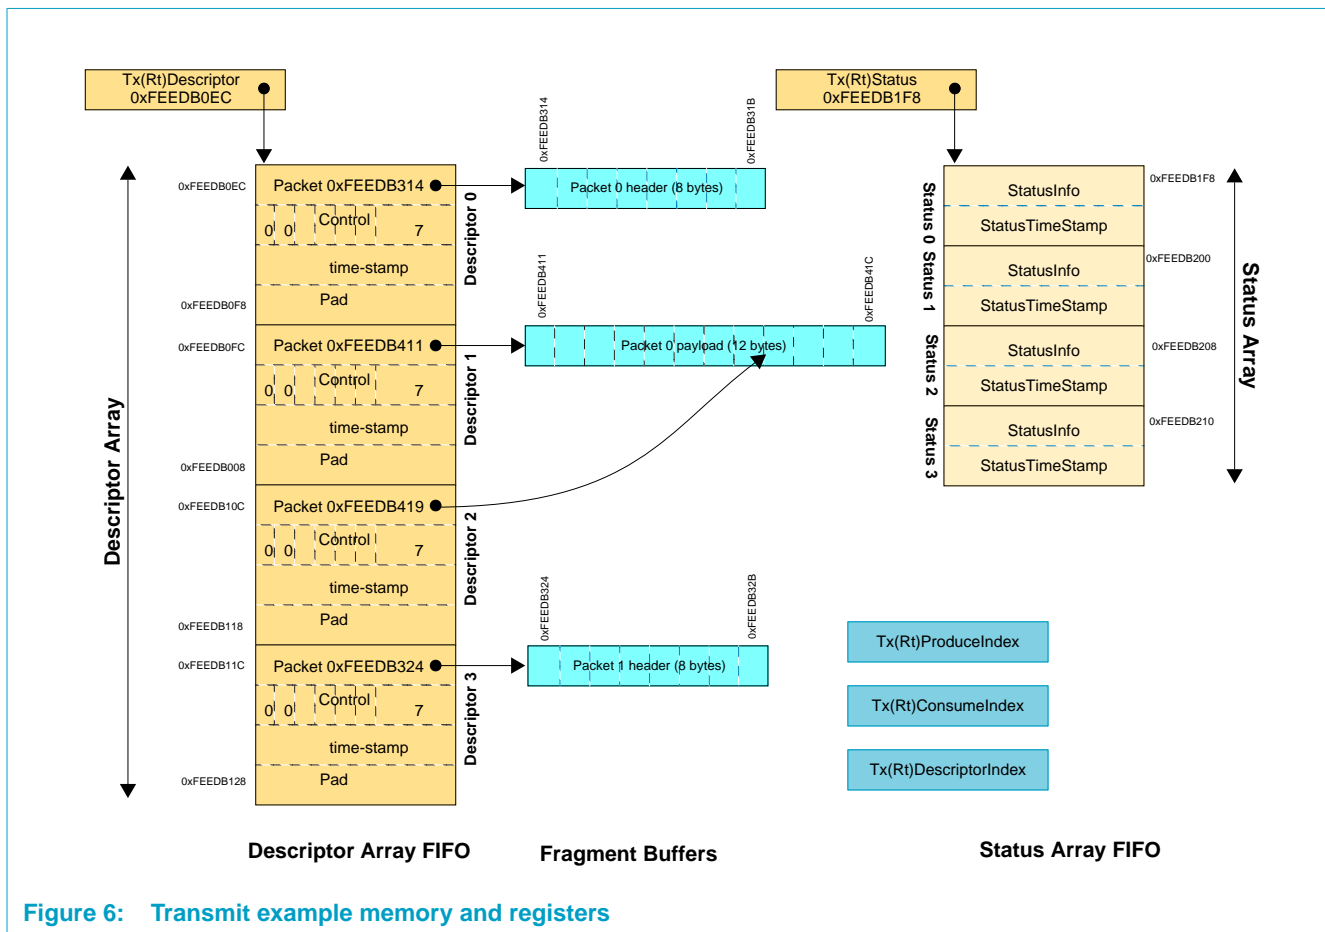 Tx(Rt)Descriptor
0xFEEDB0EC
Tx(Rt)Status
0xFEEDB1F8
0xFEEDB314
0xFEEDB31B
0xFEEDB0EC
Packet 0xFEEDB314
Control
0 0 7
time-stamp
Pad
0xFEEDB0F8
Descriptor 0
Packet 0 header (8 bytes)
0xFEEDB411
0xFEEDB41C
0xFEEDB0FC
Packet 0xFEEDB411
Control
0 0 7
time-stamp
Pad
0xFEEDB008
Descriptor 1
Packet 0 payload (12 bytes)
0xFEEDB10C
Packet 0xFEEDB419
Control
0 0 7
time-stamp
Pad
0xFEEDB118
Descriptor 2
0xFEEDB324
0xFEEDB32B
0xFEEDB11C
Packet 0xFEEDB324
Control
0 0 7
time-stamp
Pad
0xFEEDB128
Descriptor 3
Packet 1 header (8 bytes)
Descriptor Array
Status 0
StatusInfo
StatusTimeStamp
0xFEEDB1F8
Status 1
StatusInfo
StatusTimeStamp
0xFEEDB200
Status 2
StatusInfo
StatusTimeStamp
0xFEEDB208
Status 3
StatusInfo
StatusTimeStamp
0xFEEDB210
Status Array
Tx(Rt)ProduceIndex
Tx(Rt)ConsumeIndex
Tx(Rt)DescriptorIndex
Descriptor Array FIFO
Fragment Buffers
Status Array FIFO
Figure 6: Transmit example memory and registers